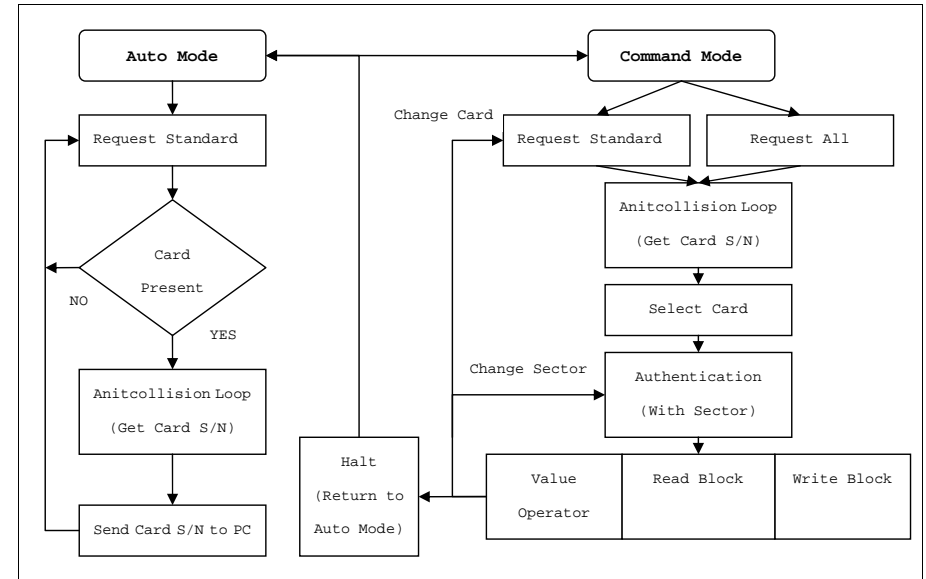 Auto Mode
Command Mode
Change Card
Request Standard
Request Standard
Request All
Anitcollision Loop
(Get Card S/N)
Card
Present
NO
YES
Select Card
Change Sector
Authentication
(With Sector)
Anitcollision Loop
(Get Card S/N)
Halt
(Return to
Auto Mode)
Value
Operator
Read Block
Write Block
Send Card S/N to PC